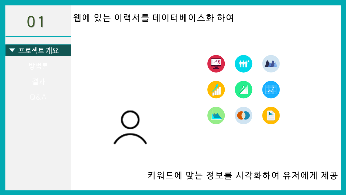 01
웹에 있는 이력서를 데이터베이스화 하여
▼ 프로젝트 개요
키워드에 맞는 정보를 시각화하여 유저에게 제공